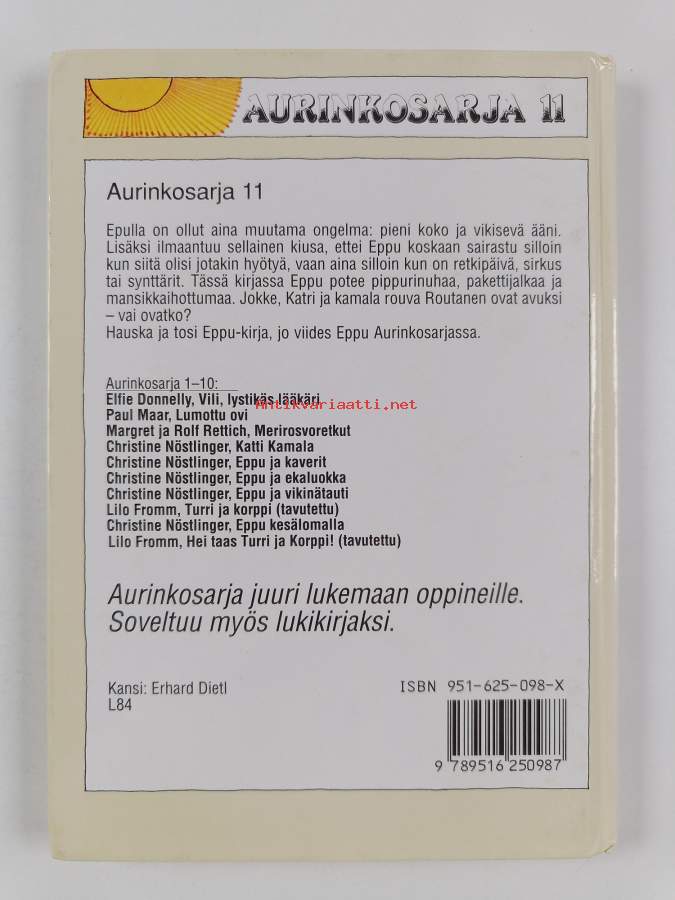 AURINKOSARJA 11
Aurinkosarja 11
Epulla on ollut aina muutama ongelma: pieni koko ja vikisevä ääni.
Lisäksi ilmaantuu sellainen kiusa, ettei Eppu koskaan sairastu silloin
kun siitä olisi jotakin hyötyä, vaan aina silloin kun on retkipäivä, sirkus
tai synttärit. Tässä kirjassa Eppu potee pippurinuhaa, pakettijalkaa ja
mansikkaihottumaa. Jokke, Katri ja kamala rouva Routanen ovat avuksi
– vai ovatko?
Hauska ja tosi Eppu-kirja, jo viides Eppu Aurinkosarjassa.
Aurinkosarja 1–10:
Elfie Donnelly, Vili, lystikäs lääkäri
Antikvariaatti.net
Paul Maar, Lumottu ovi
Margret ja Rolf Rettich, Merirosvoretkut
Christine Nöstlinger, Katti Kamala
Christine Nöstlinger, Eppu ja kaverit
Christine Nöstlinger, Eppu ja ekaluokka
Christine Nöstlinger, Eppu ja vikinätauti
Lilo Fromm, Turri ja korppi (tavutettu)
Christine Nöstlinger, Eppu kesälomalla
Lilo Fromm, Hei taas Turri ja Korppi! (tavutettu)
Aurinkosarja juuri lukemaan oppineille.
Soveltuu myös lukikirjaksi.
Kansi: Erhard Dietl
L84
ISBN 951-625-098-X
9 789516 250987